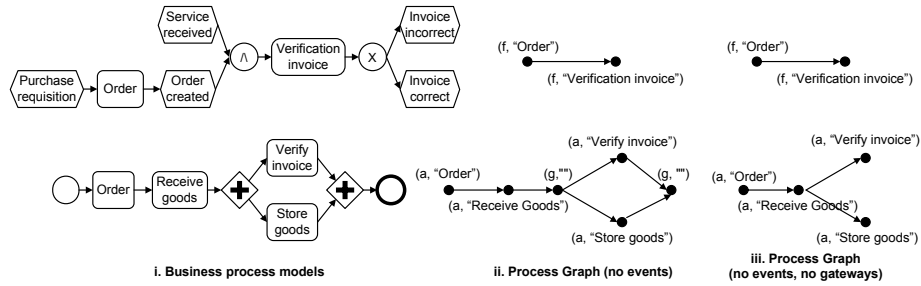 Service
received
/\
Verification
invoice
X
Invoice
incorrect
Purchase
requisition
Order
Order
created
Invoice
correct
(f, “Order”)
(f, “Verification invoice”)
(f, “Order”)
(f, “Verification invoice”)
Order
Receive
goods
Verify
invoice
Store
goods
(a, “Order”)
(a, “Receive Goods”)
(g,"")
(a, “Verify invoice”)
(g, "")
(a, “Store goods”)
(a, “Order”)
(a, “Receive Goods”)
(a, “Verify invoice”)
(a, “Store goods”)
i. Business process models
ii. Process Graph (no events)
iii. Process Graph
(no events, no gateways)